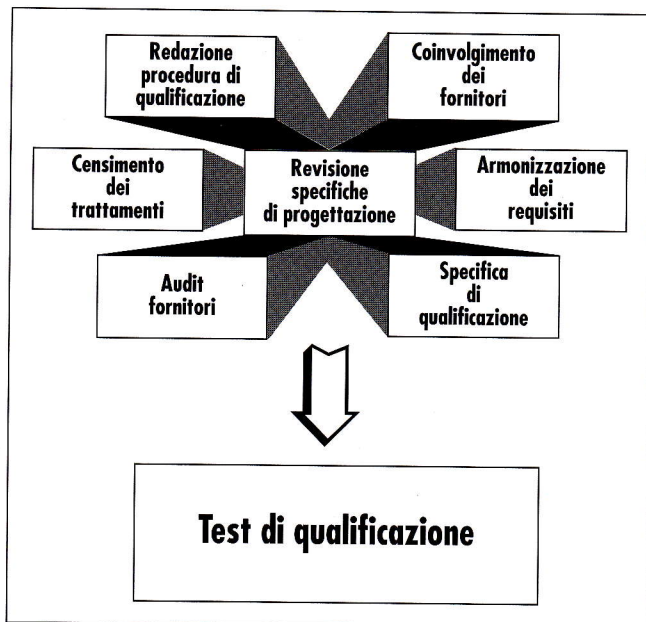 Redazione
procedura di
qualificazione
Coinvolgimento
dei
fornitori
Censimento
dei
trattamenti
Revisione
specifiche
di progettazione
Armonizzazione
dei
requisiti
Audit
fornitori
Specifica
di
qualificazione
Test di qualificazione